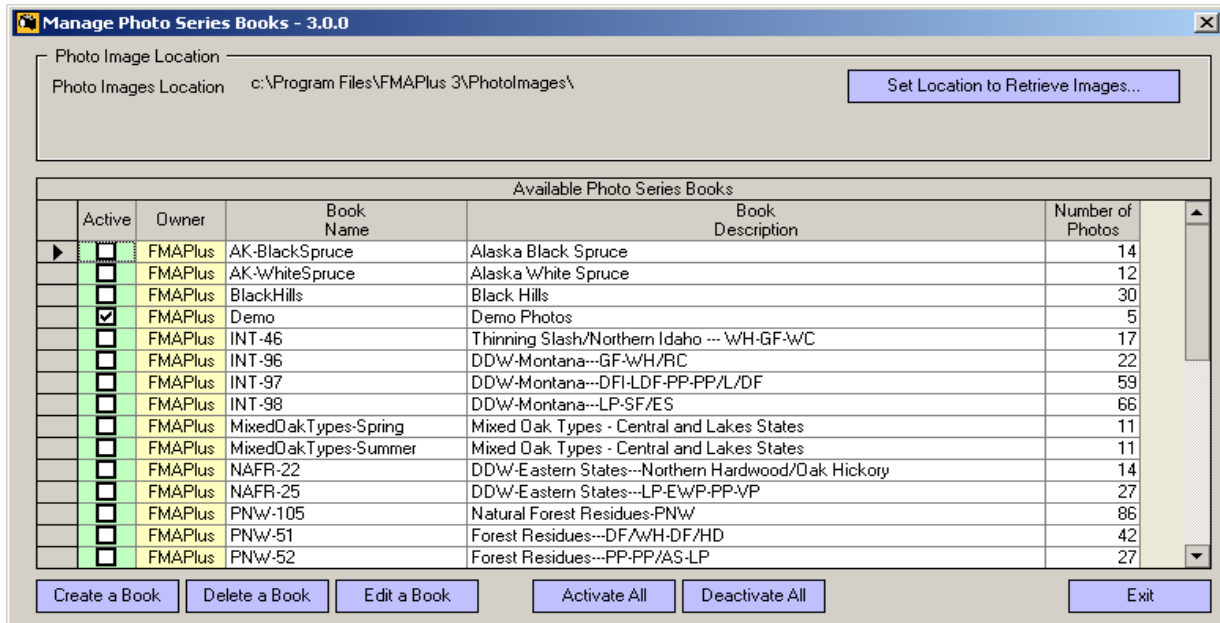 Manage Photo Series Books - 3.0.0
Photo Image Location
Photo Images Location c:\Program Files\FMAPlus 3\PhotoImages\ Set Location to Retrieve Images...
Available Photo Series Books
Active Owner Book Name Book Description Number of Photos
FMAPlus AK-BlackSpruce Alaska Black Spruce 14
FMAPlus AK-WhiteSpruce Alaska White Spruce 12
FMAPlus BlackHills Black Hills 30
FMAPlus Demo Demo Photos 5
FMAPlus INT-46 Thinning Slash/Northern Idaho --- WH-GF-WC 17
FMAPlus INT-96 DDW-Montana---GF-WH/RC 22
FMAPlus INT-97 DDW-Montana---DFI-LDF-PP-PP/L/DF 59
FMAPlus INT-98 DDW-Montana---LP-SF/ES 66
FMAPlus MixedOakTypes-Spring Mixed Oak Types - Central and Lakes States 11
FMAPlus MixedOakTypes-Summer Mixed Oak Types - Central and Lakes States 11
FMAPlus NAFR-22 DDW-Eastern States---Northern Hardwood/Oak Hickory 14
FMAPlus NAFR-25 DDW-Eastern States---LP-EWP-PP-VP 27
FMAPlus PNW-105 Natural Forest Residues-PNW 86
FMAPlus PNW-51 Forest Residues---DF/WH-DF/HD 42
FMAPlus PNW-52 Forest Residues---PP-PP/AS-LP 27
Create a Book Delete a Book Edit a Book Activate All Deactivate All Exit